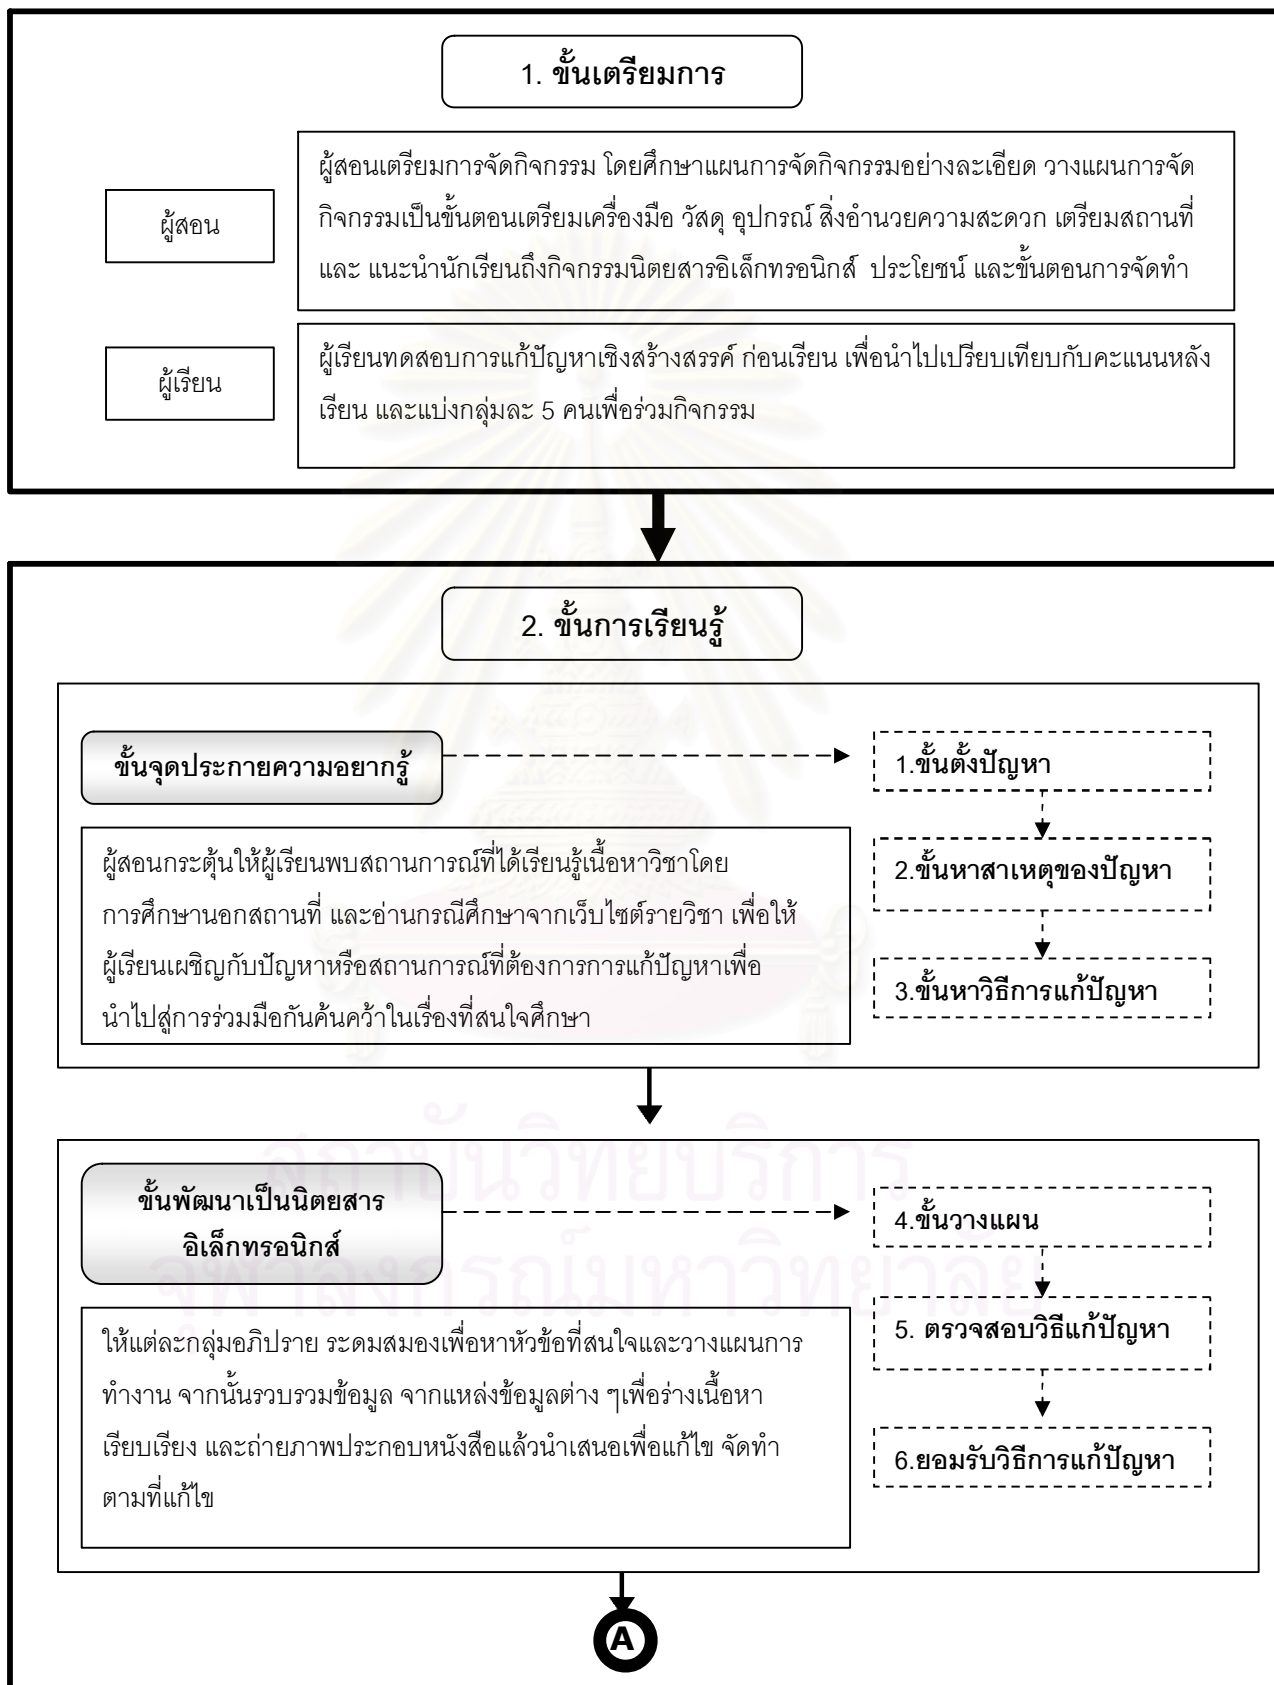 1. ขั้นเตรียมการ
ผู้สอน
ผู้สอนเตรียมการจัดกิจกรรม โดยศึกษาแผนการจัดกิจกรรมอย่างละเอียด วางแผนการจัด
กิจกรรมเป็นขั้นตอนเตรียมเครื่องมือ วัสดุ อุปกรณ์ สิ่งอำนวยความสะดวก เตรียมสถานที่
และ แนะนำนักเรียนถึงกิจกรรมนิตยสารอิเล็กทรอนิกส์ ประโยชน์ และขั้นตอนการจัดทำ
ผู้เรียน
ผู้เรียนทดสอบการแก้ปัญหาเชิงสร้างสรรค์ ก่อนเรียน เพื่อนำไปเปรียบเทียบกับคะแนนหลัง
เรียน และแบ่งกลุ่มละ 5 คนเพื่อร่วมกิจกรรม
2. ขั้นการเรียนรู้
ขั้นจุดประกายความอยากรู้
ผู้สอนกระตุ้นให้ผู้เรียนพบสถานการณ์ที่ได้เรียนรู้เนื้อหาวิชาโดย
การศึกษานอกสถานที่ และอ่านกรณีศึกษาจากเว็บไซต์รายวิชา เพื่อให้
ผู้เรียนเผชิญกับปัญหาหรือสถานการณ์ที่ต้องการการแก้ปัญหาเพื่อ
นำไปสู่การร่วมมือกันค้นคว้าในเรื่องที่สนใจศึกษา
1.ขั้นตั้งปัญหา
2.ขั้นหาสาเหตุของปัญหา
3.ขั้นหาวิธีการแก้ปัญหา
ขั้นพัฒนาเป็นนิตยสาร
อิเล็กทรอนิกส์
ให้แต่ละกลุ่มอภิปราย ระดมสมองเพื่อหาหัวข้อที่สนใจและวางแผนการ
ทำงาน จากนั้นรวบรวมข้อมูล จากแหล่งข้อมูลต่าง ๆเพื่อร่างเนื้อหา
เรียบเรียง และถ่ายภาพประกอบหนังสือแล้วนำเสนอเพื่อแก้ไข จัดทำ
ตามที่แก้ไข
4.ขั้นวางแผน
5. ตรวจสอบวิธีแก้ปัญหา
6.ยอมรับวิธีการแก้ปัญหา
A
สถาบันวิทยบริการ
จุฬาลงกรณ์มหาวิทยาลัย